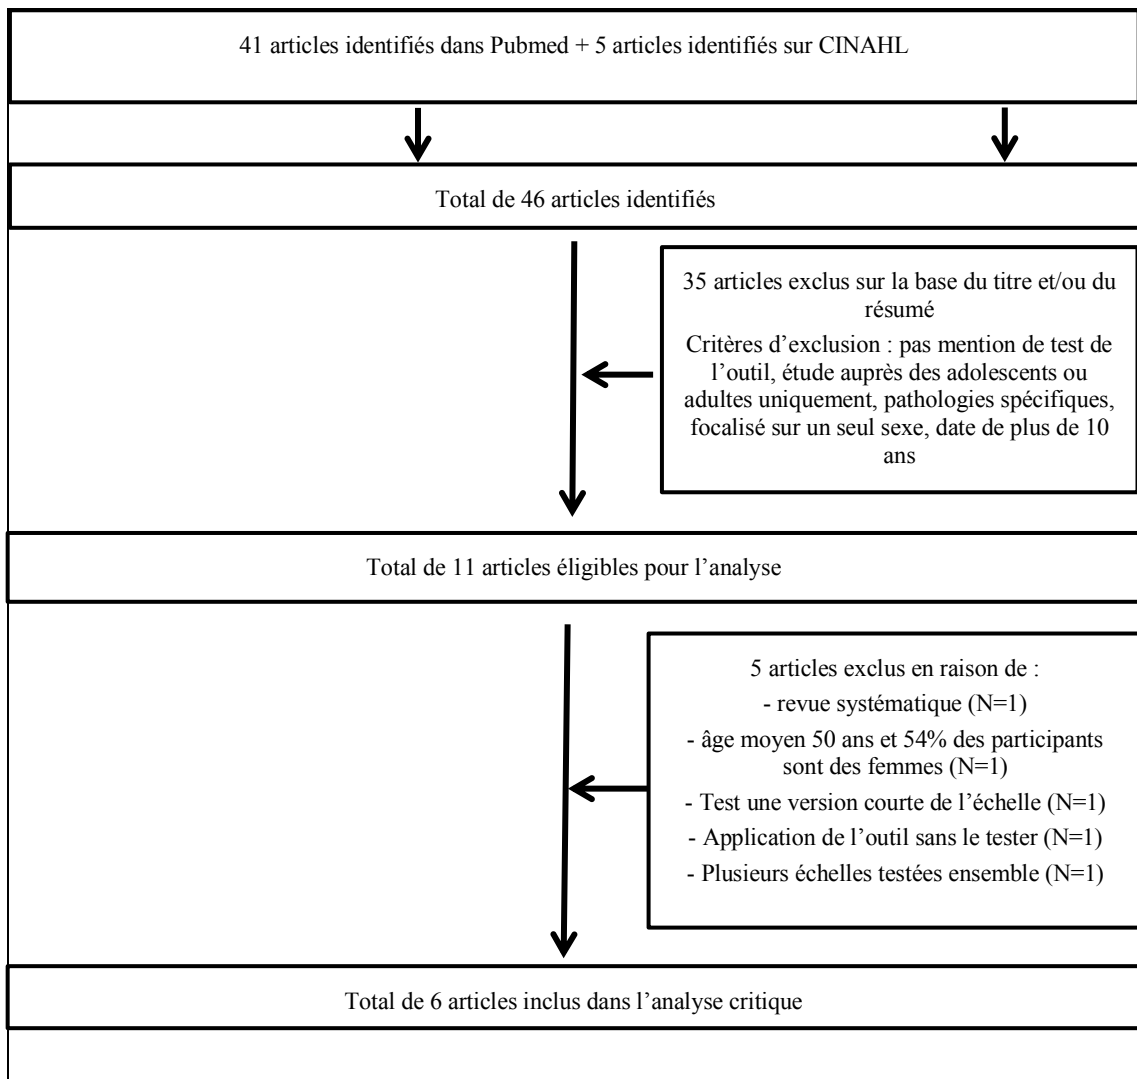 41 articles identifiés dans Pubmed + 5 articles identifiés sur CINAHL
Total de 46 articles identifiés
35 articles exclus sur la base du titre et/ou du
résumé
Critères d’exclusion : pas mention de test de
l’outil, étude auprès des adolescents ou
adultes uniquement, pathologies spécifiques,
focalisé sur un seul sexe, date de plus de 10
ans
Total de 11 articles éligibles pour l’analyse
5 articles exclus en raison de :
- revue systématique (N=1)
- âge moyen 50 ans et 54% des participants
sont des femmes (N=1)
- Test une version courte de l’échelle (N=1)
- Application de l’outil sans le tester (N=1)
- Plusieurs échelles testées ensemble (N=1)
Total de 6 articles inclus dans l’analyse critique